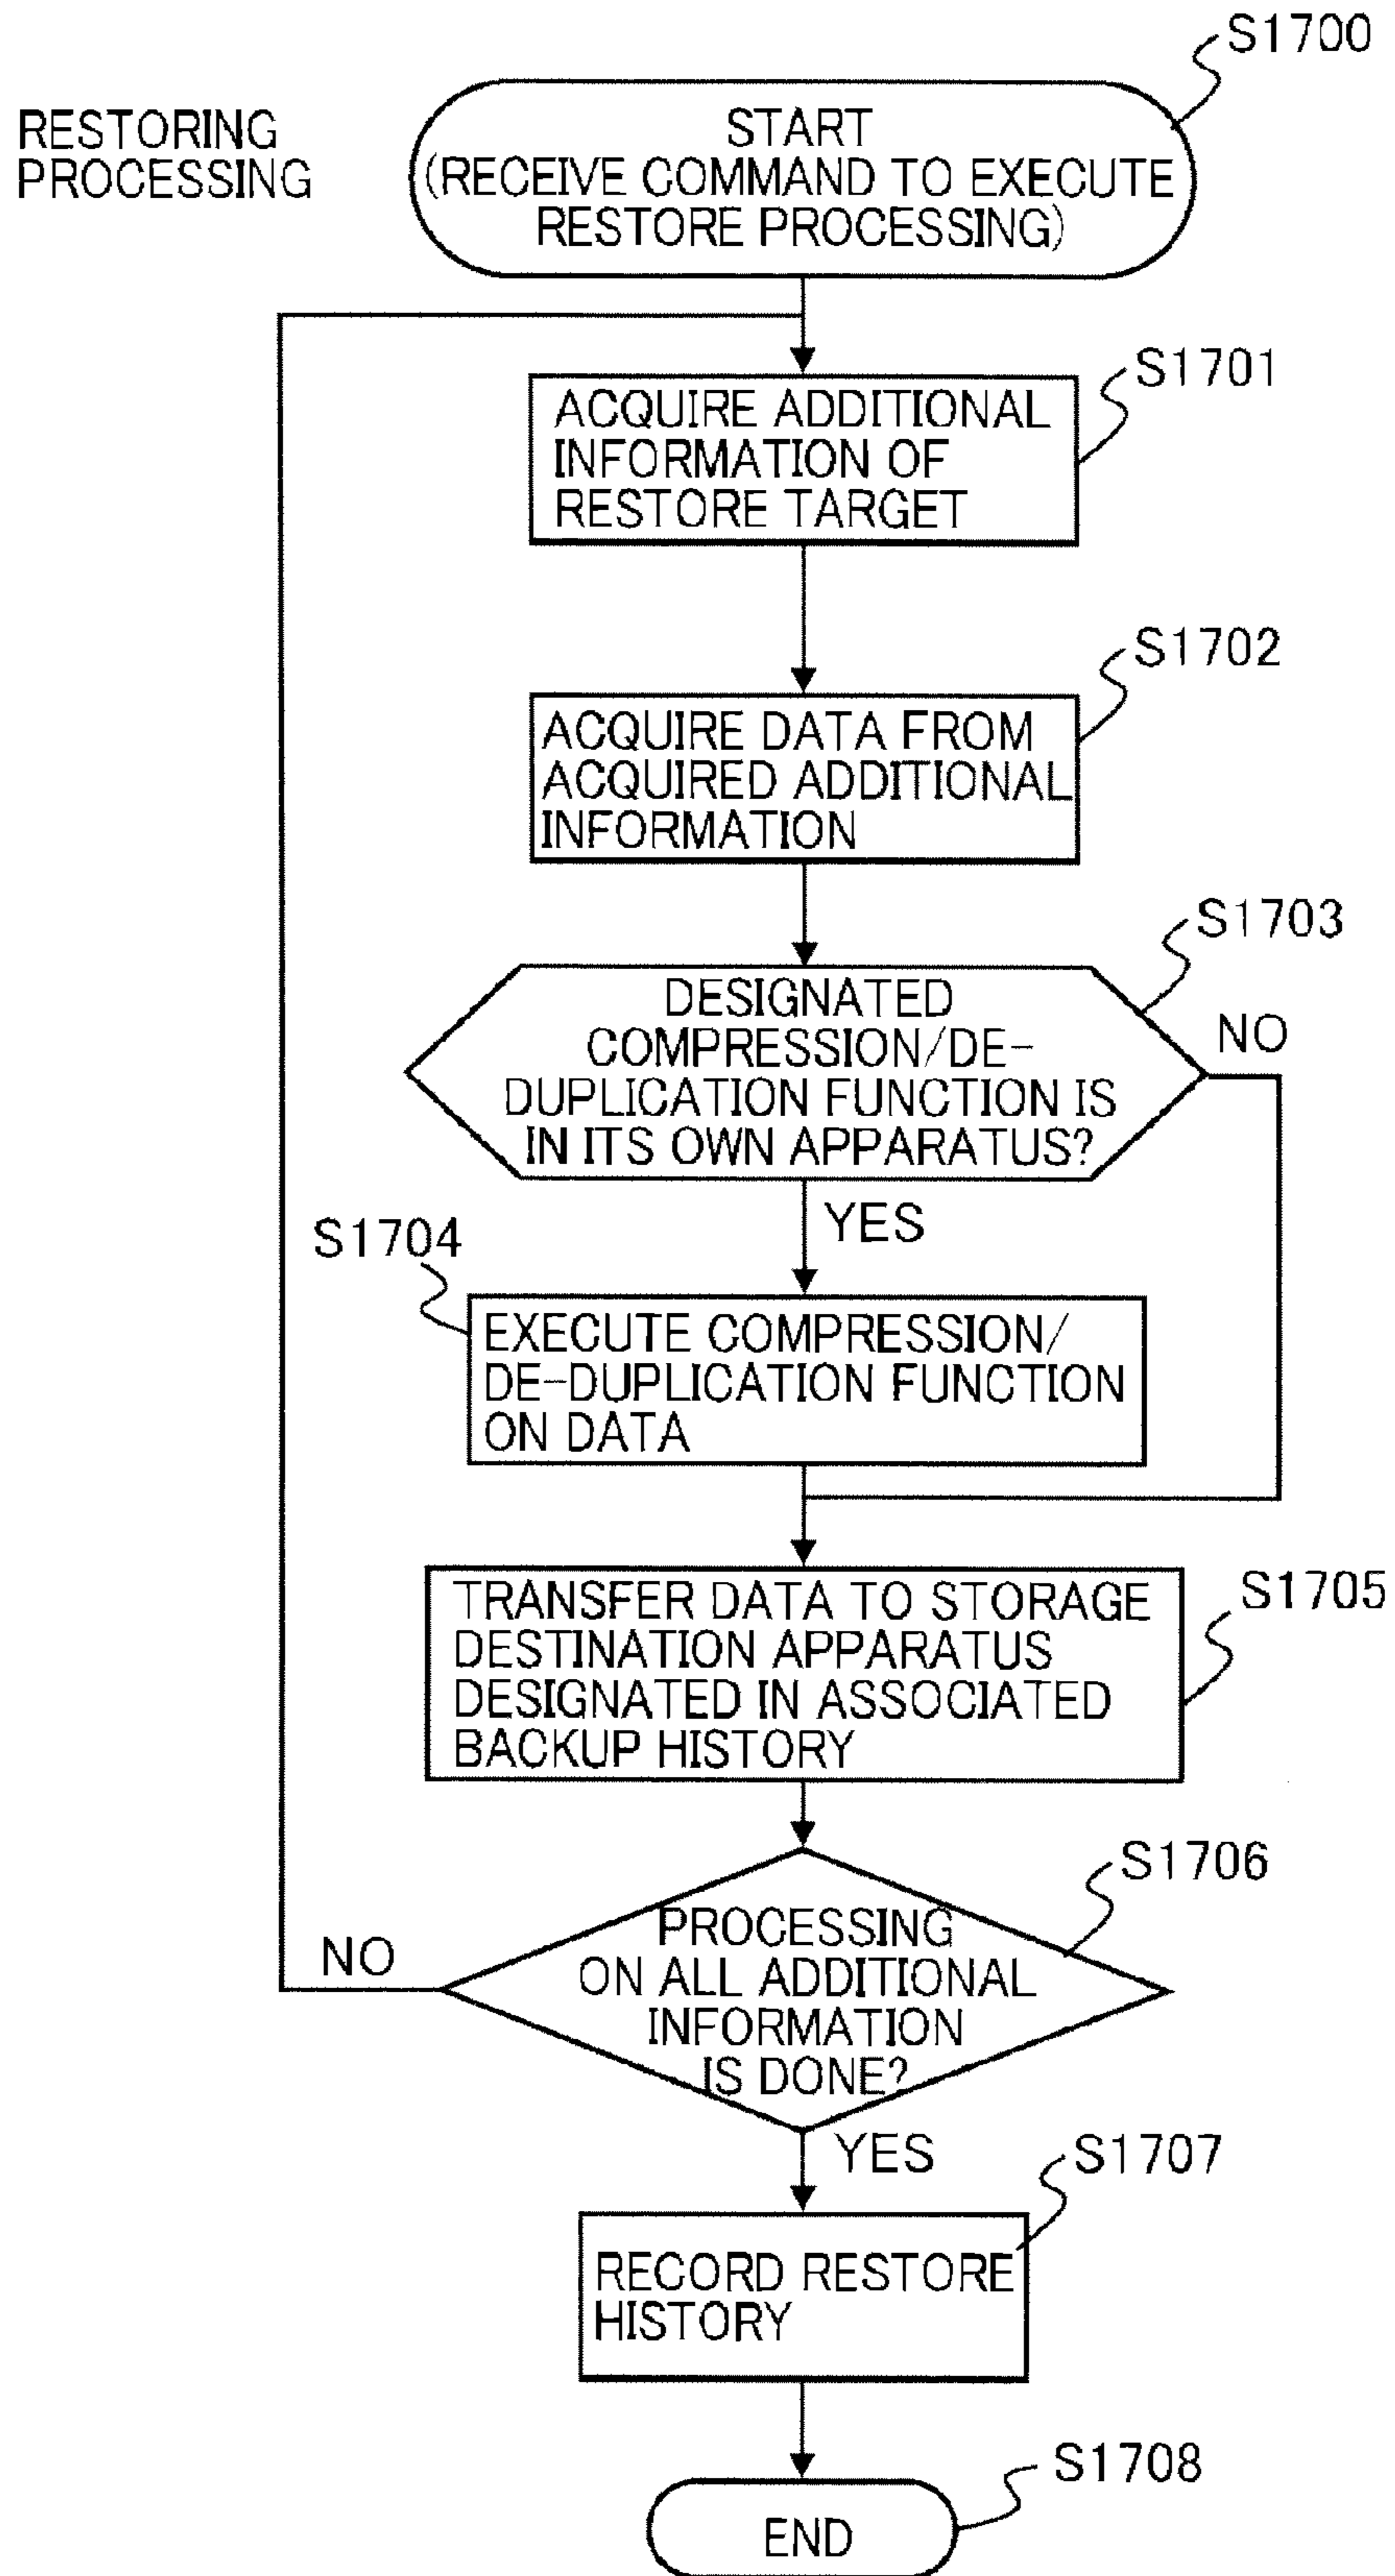 S1700
RESTORING
PROCESSING
START
(RECEIVE COMMAND TO EXECUTE
RESTORE PROCESSING)
S1701
ACQUIRE ADDITIONAL
INFORMATION OF
RESTORE TARGET
S1702
ACQUIRE DATA FROM
ACQUIRED ADDITIONAL
INFORMATION
S1703
DESIGNATED
COMPRESSION/DE-
DUPLICATION FUNCTION IS
IN ITS OWN APPARATUS?
NO
YES
S1704
EXECUTE COMPRESSION/
DE-DUPLICATION FUNCTION
ON DATA
S1705
TRANSFER DATA TO STORAGE
DESTINATION APPARATUS
DESIGNATED IN ASSOCIATED
BACKUP HISTORY
S1706
PROCESSING
ON ALL ADDITIONAL
INFORMATION
IS DONE?
NO
YES
S1707
RECORD RESTORE
HISTORY
S1708
END